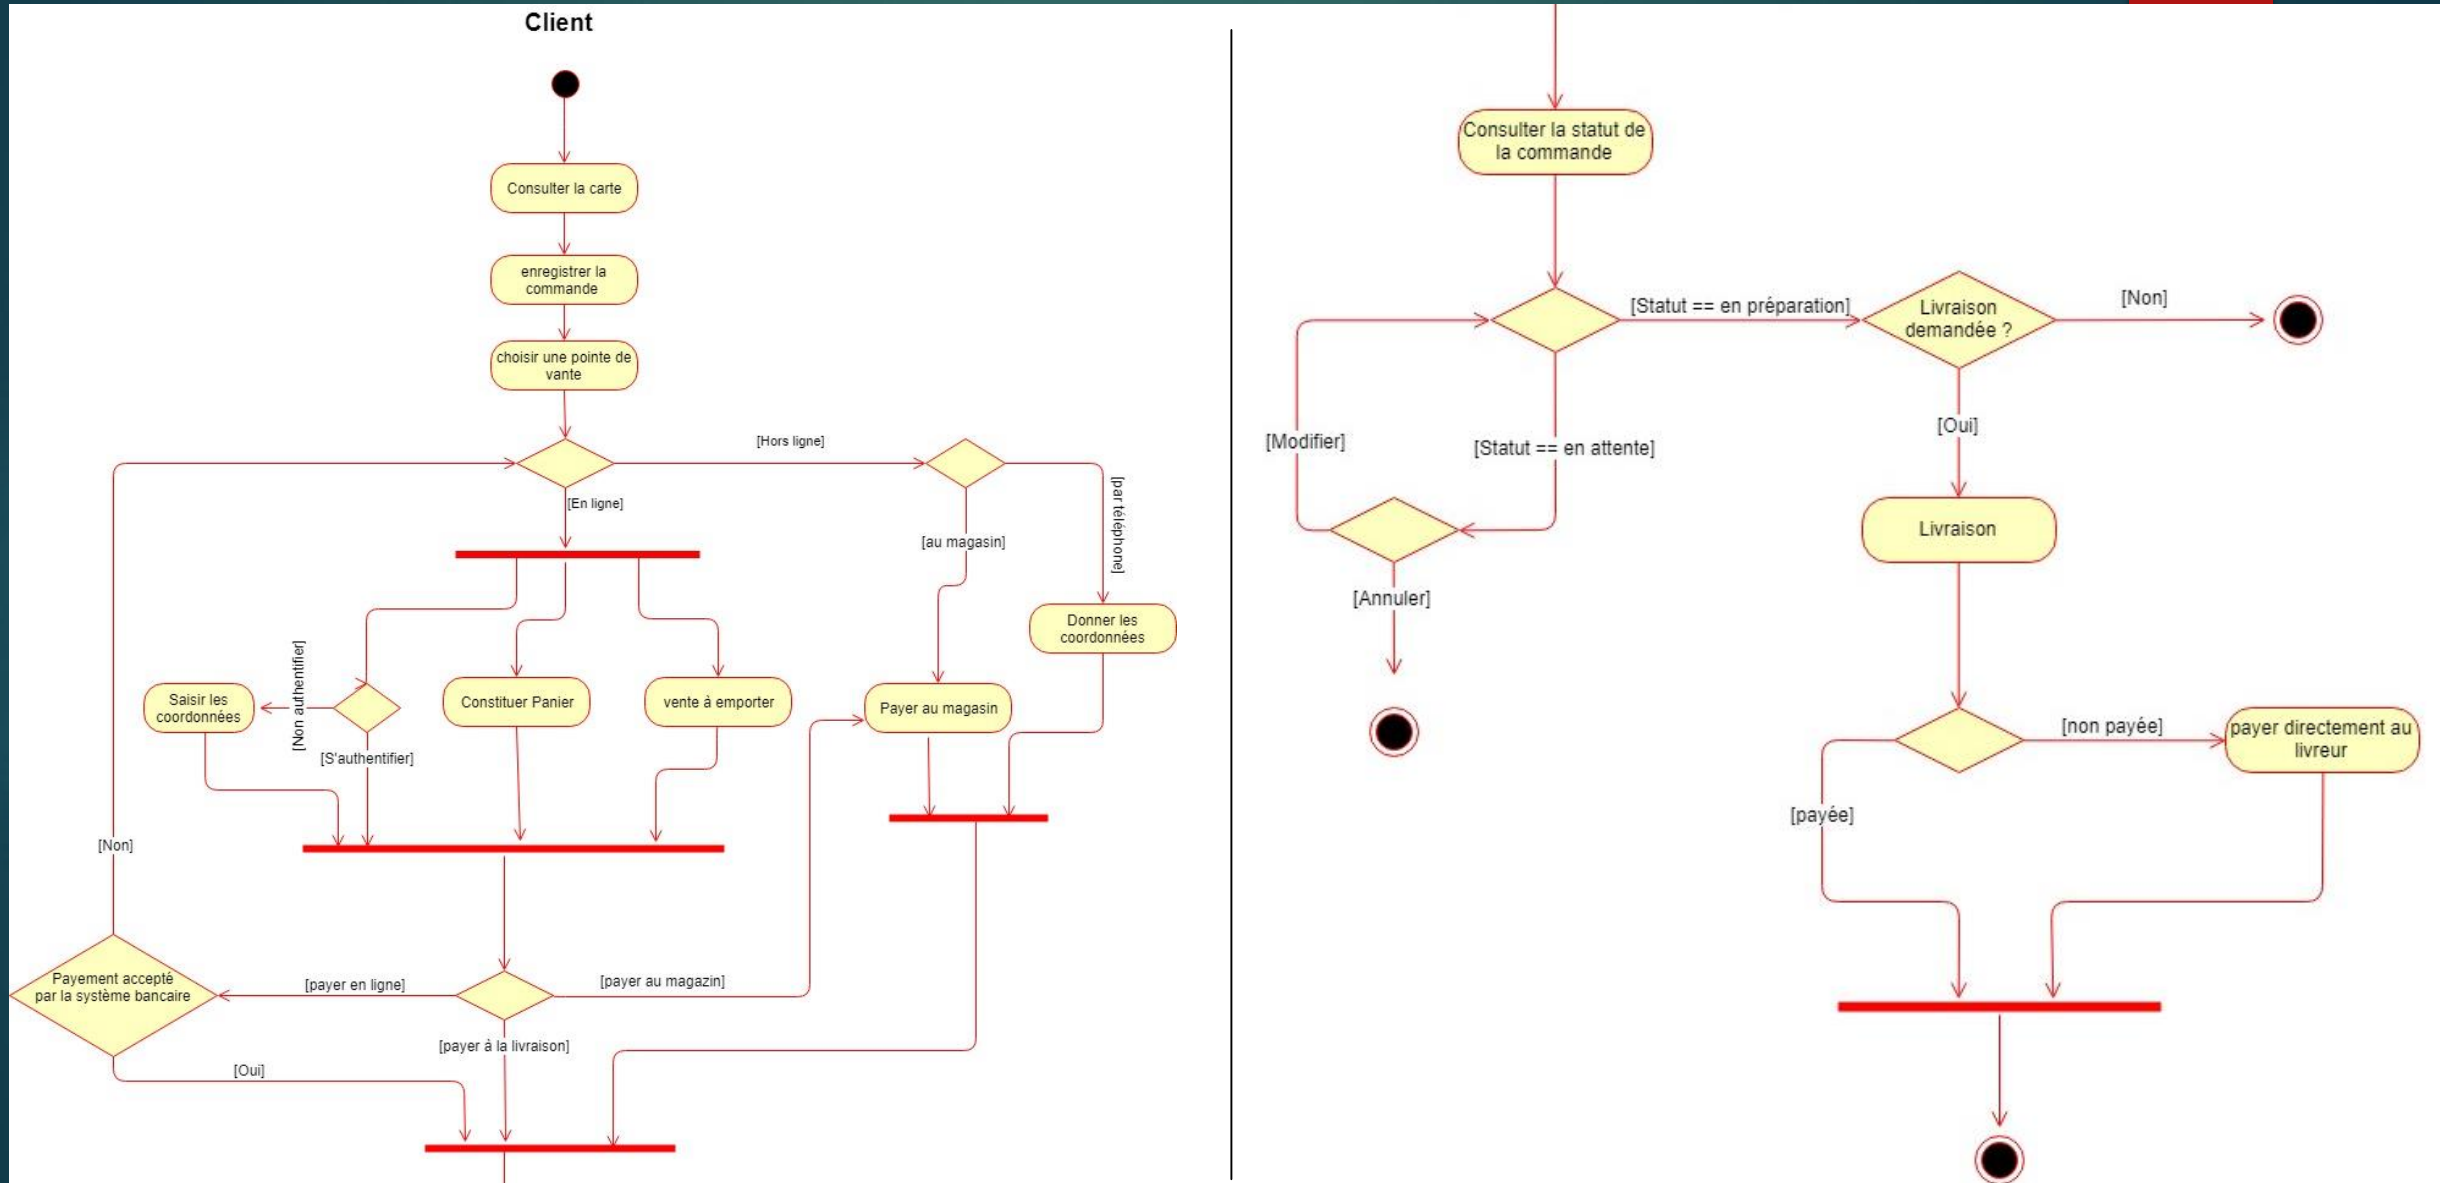 Client
Consulter la carte
enregistrer la
commande
choisir une pointe de
vante
[Hors ligne]
[En ligne]
[par téléphone]
[au magasin]
Donner les
coordonnées
[Non authentifier]
Saisir les
coordonnées
[S'authentifier]
Constituer Panier
vente à emporter
Payer au magasin
[Non]
Payement accepté
par la système bancaire
[payer en ligne]
[payer au magazin]
[payer à la livraison]
[Oui]
Consulter la statut de
la commande
[Statut == en préparation]
Livraison
demandée ?
[Non]
[Oui]
[Modifier]
[Statut == en attente]
[Annuler]
Livraison
[non payée]
payer directement au
livreur
[payée]